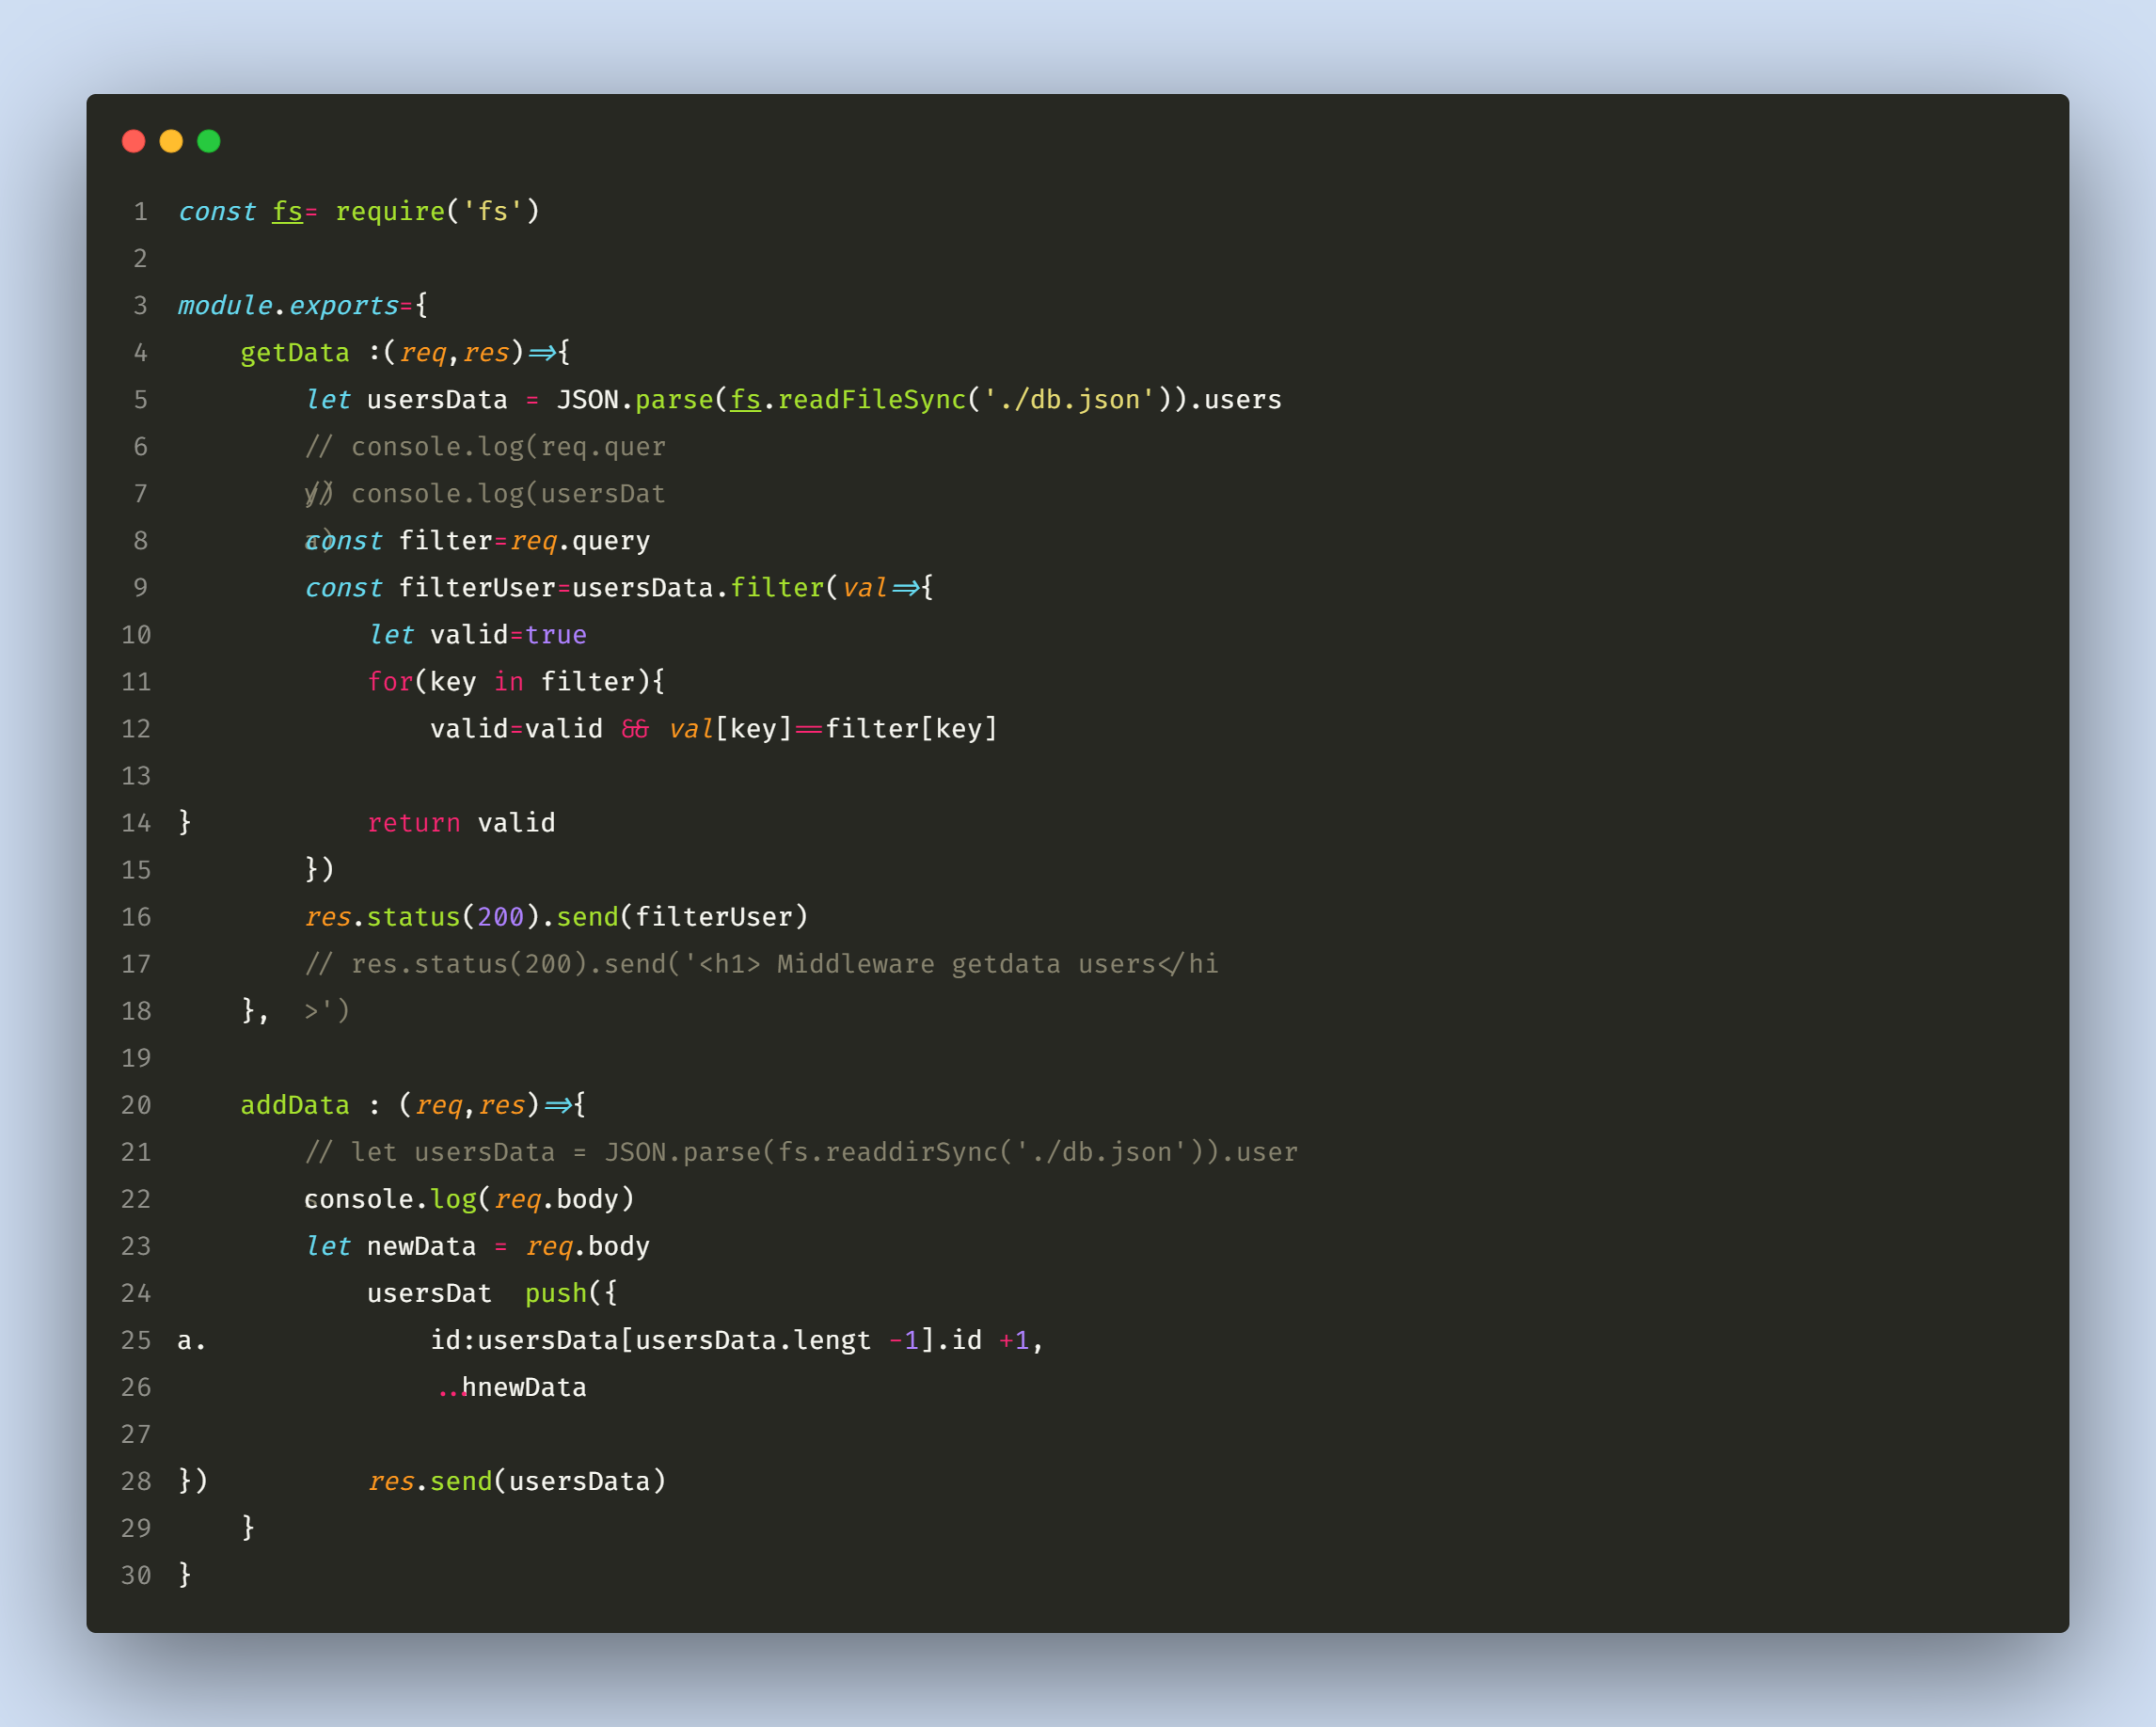 1 const fs= require('fs')
2
3 module.exports={
4     getData :(req,res)=>{
5         let usersData = JSON.parse(fs.readFileSync('./db.json')).users
6         // console.log(req.quer
7         y)// console.log(usersDat
8         a)const filter=req.query
9         const filterUser=usersData.filter(val=>{
10             let valid=true
11             for(key in filter){
12                 valid=valid && val[key]==filter[key]
13
14 }            return valid
15         })
16         res.status(200).send(filterUser)
17         // res.status(200).send('<h1> Middleware getdata users</hi
18     },  >')
19
20     addData : (req,res)=>{
21         // let usersData = JSON.parse(fs.readdirSync('./db.json')).user
22         console.log(req.body)
23         let newData = req.body
24             usersDat  push({
25 a.              id:usersData[usersData.lengt -1].id +1,
26                 ...hnewData
27
28 })          res.send(usersData)
29     }
30 }